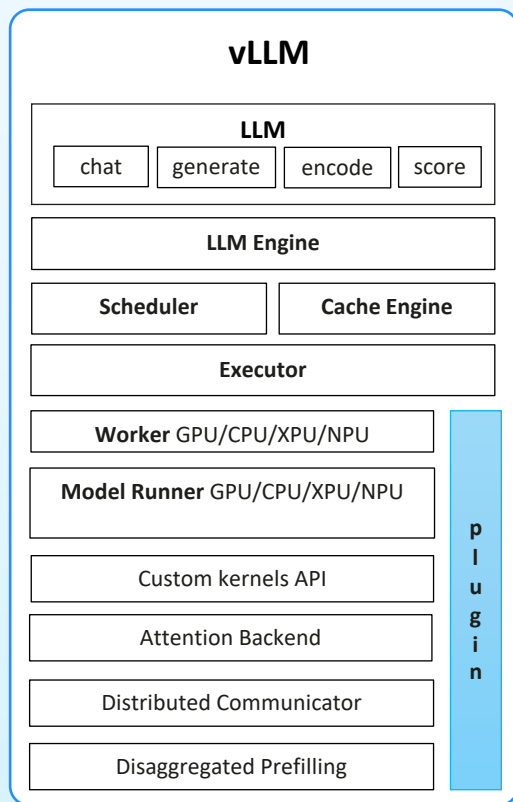 vLLM
LLM
chat
generate
encode
score
LLM Engine
Scheduler
Cache Engine
Executor
Worker GPU/CPU/XPU/NPU
Model Runner GPU/CPU/XPU/NPU
Custom kernels API
Attention Backend
Distributed Communicator
Disaggregated Prefilling
plugin